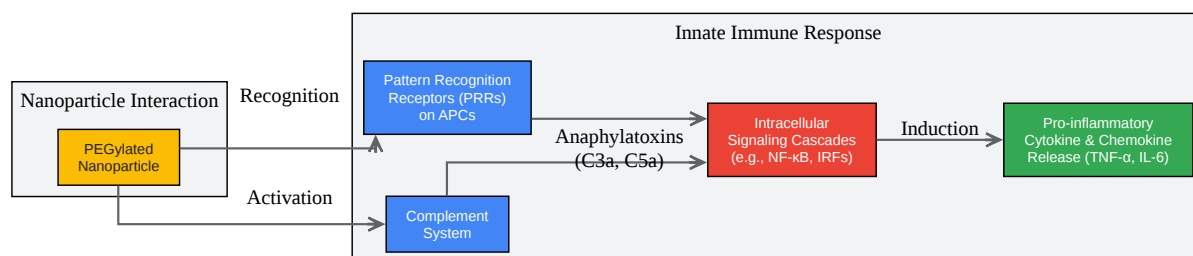 Innate Immune Response
Nanoparticle Interaction
Recognition
Pattern Recognition
Receptors (PRRs)
on APCs
PEGylated
Nanoparticle
Activation
Complement
System
Anaphylatoxins
(C3a, C5a)
Intracellular
Signaling Cascades
(e.g., NF-κB, IRFs)
Induction
Pro-inflammatory
Cytokine & Chemokine
Release (TNF-α, IL-6)